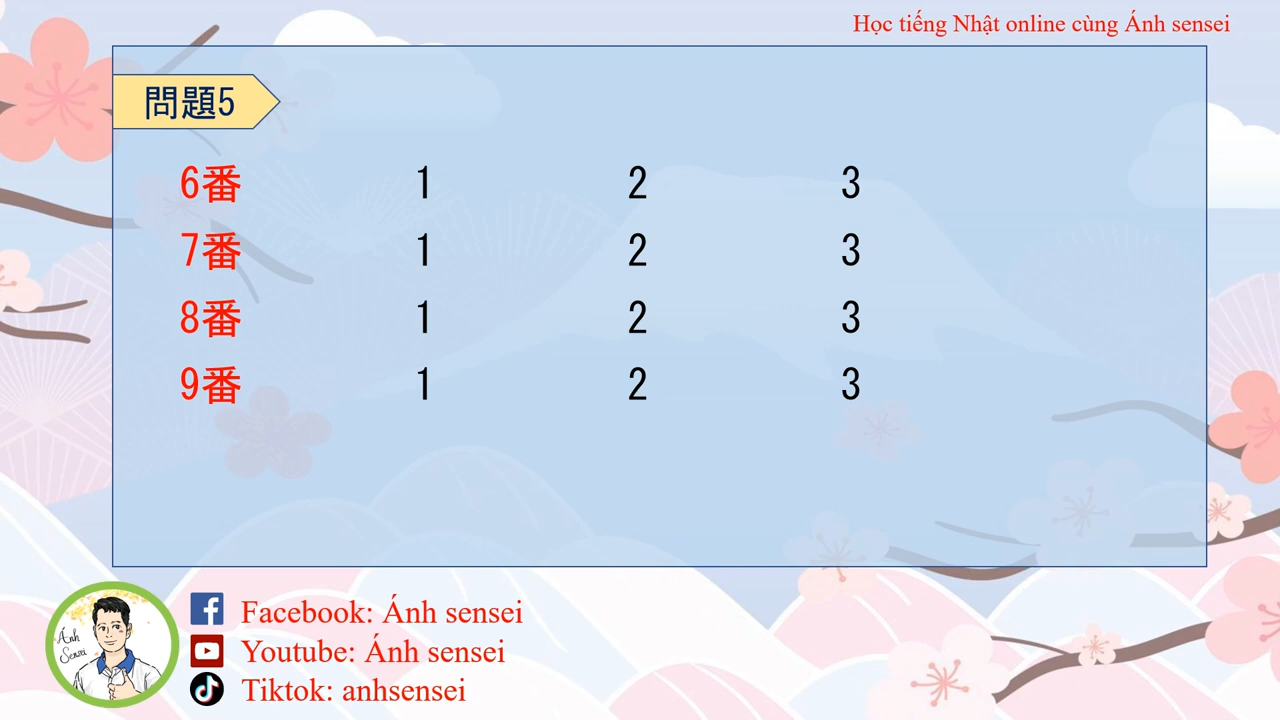 Học tiếng Nhật online cùng Ánh sensei
問題5
6番 1 2 3
7番 1 2 3
8番 1 2 3
9番 1 2 3
Ánh
Sensei
Facebook: Ánh sensei
Youtube: Ánh sensei
Tiktok: anhsensei